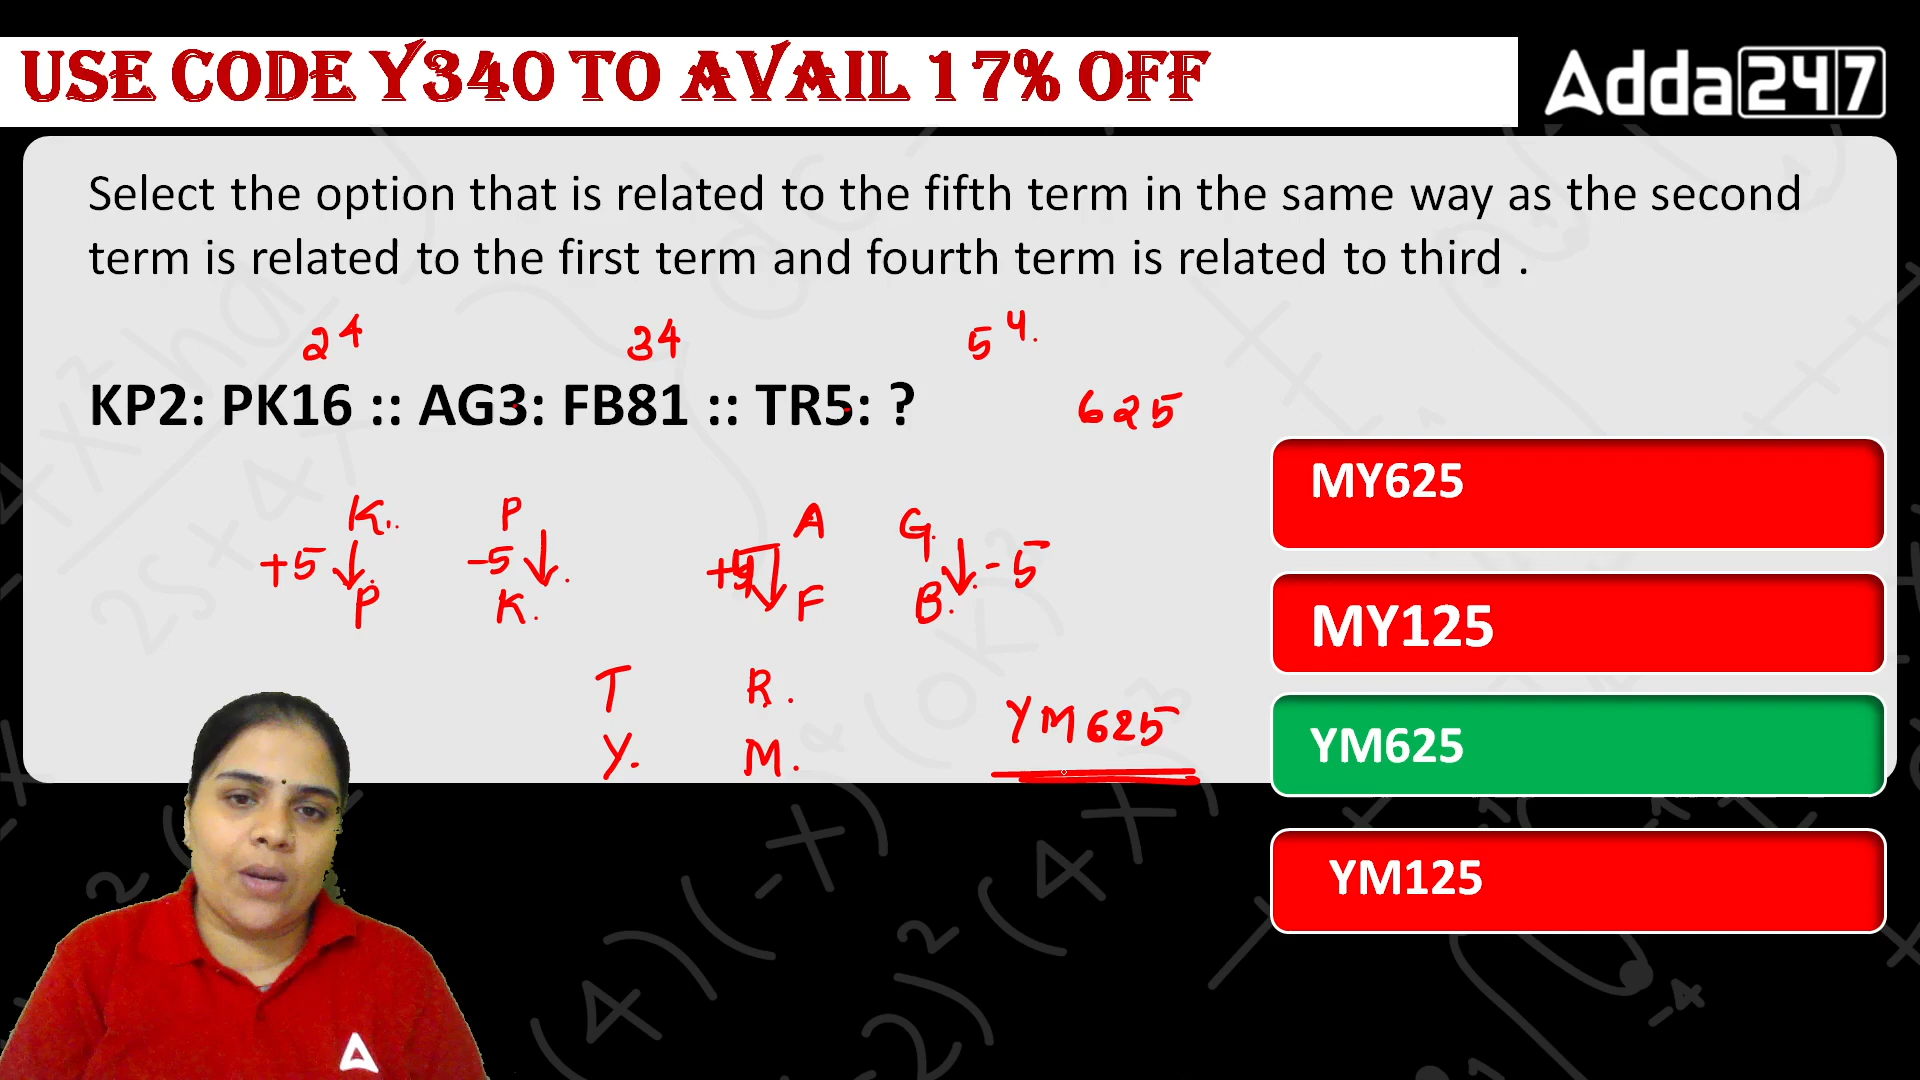 USE CODE Y340 TO AVAIL 17% OFF
Adda247
Select the option that is related to the fifth term in the same way as the second
term is related to the first term and fourth term is related to third .
2⁴ 3⁴ 5⁴
KP2: PK16 :: AG3: FB81 :: TR5: ?
625
MY625
K P A G
+5 -5 +5 -5
P K F B
MY125
T R
YM625
Y M
YM625
YM125